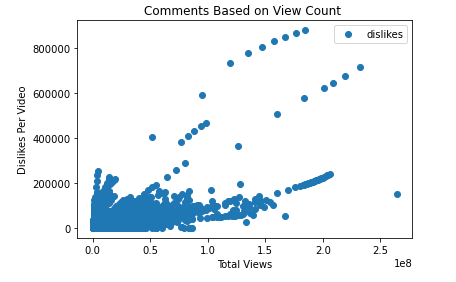 Comments Based on View Count
dislikes
Dislikes Per Video
800000
600000
400000
200000
0
0.0 0.5 1.0 1.5 2.0 2.5
1e8
Total Views